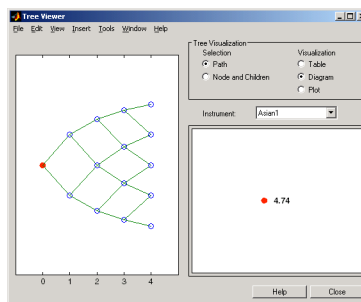 Tree Viewer
File Edit View Insert Tools Window Help
Tree Visualization
Selection
Path
Node and Children
Visualization
Table
Diagram
Plot
Instrument: Asian1
4.74
0 1 2 3 4
Help Close